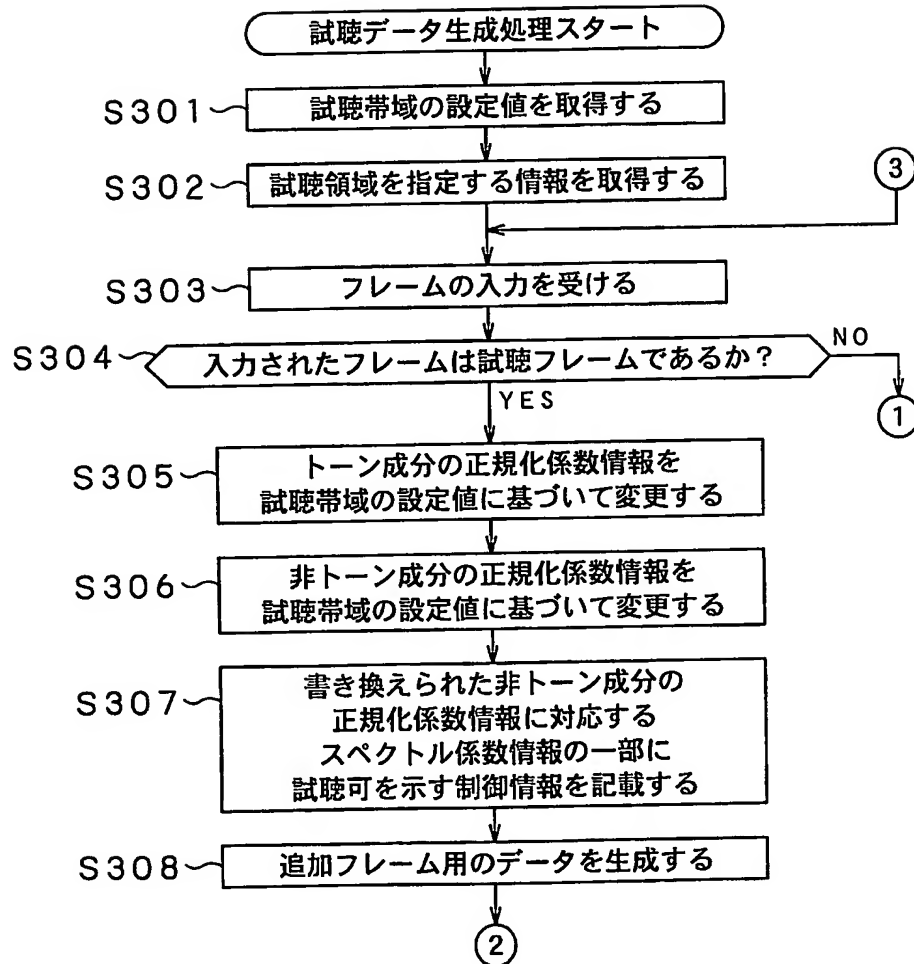 試聴データ生成処理スタート
S301
試聴帯域の設定値を取得する
S302
試聴領域を指定する情報を取得する
3
S303
フレームの入力を受ける
S304
入力されたフレームは試聴フレームであるか?
NO
YES
1
S305
トーン成分の正規化係数情報を
試聴帯域の設定値に基づいて変更する
S306
非トーン成分の正規化係数情報を
試聴帯域の設定値に基づいて変更する
S307
書き換えられた非トーン成分の
正規化係数情報に対応する
スペクトル係数情報の一部に
試聴可を示す制御情報を記載する
S308
追加フレーム用のデータを生成する
2